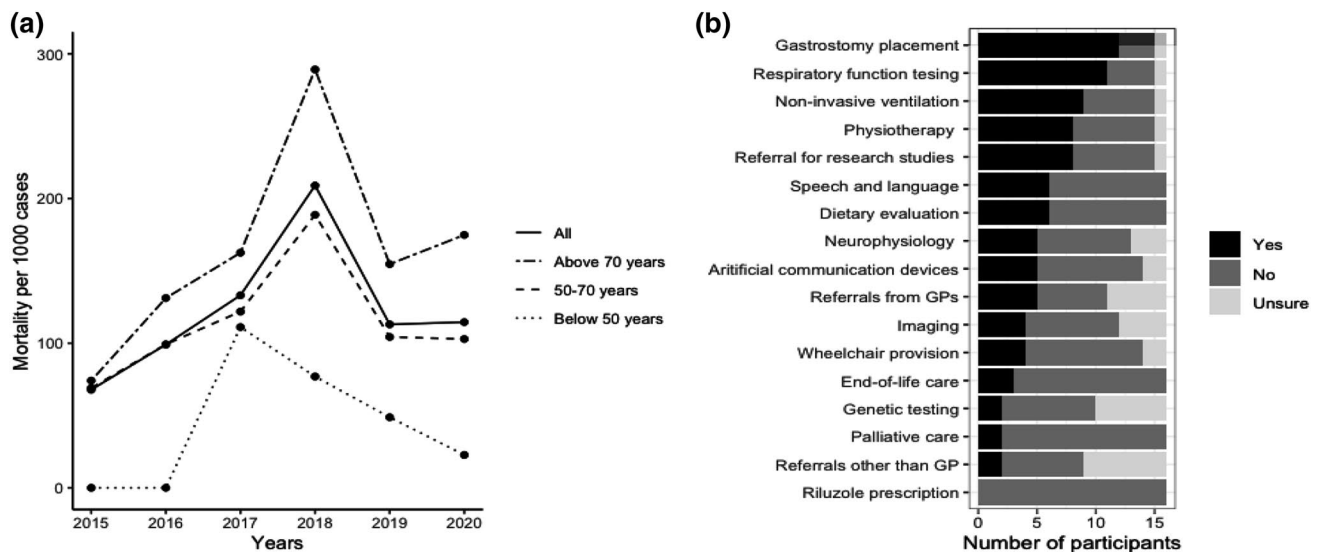 (a)
Mortality per 1000 cases
300
200
100
0
2015 2016 2017 2018 2019 2020
Years
All
Above 70 years
50-70 years
Below 50 years
(b)
Gastrostomy placement
Respiratory function tesing
Non-invasive ventilation
Physiotherapy
Referral for research studies
Speech and language
Dietary evaluation
Neurophysiology
Aritificial communication devices
Referrals from GPs
Imaging
Wheelchair provision
End-of-life care
Genetic testing
Palliative care
Referrals other than GP
Riluzole prescription
0 5 10 15
Number of participants
Yes
No
Unsure